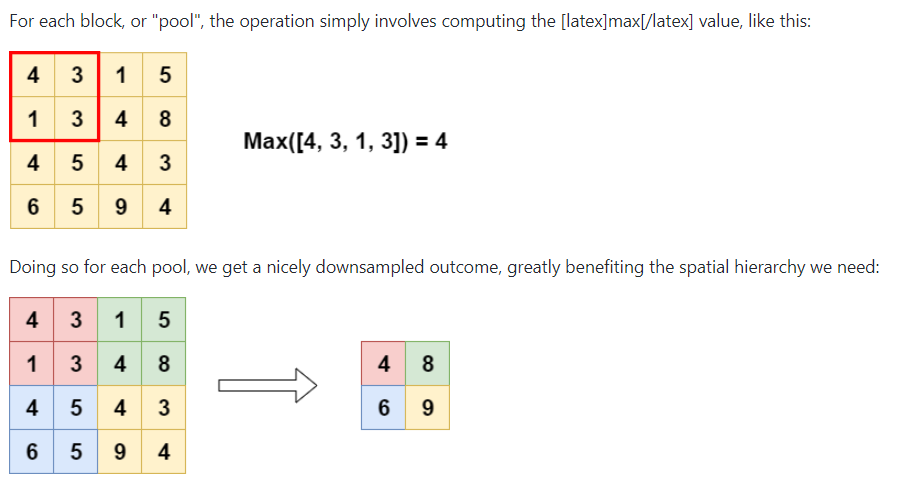 For each block, or "pool", the operation simply involves computing the [latex]max[/latex] value, like this:
4 3 1 5
1 3 4 8
Max([4, 3, 1, 3]) = 4
4 5 4 3
6 5 9 4
Doing so for each pool, we get a nicely downsampled outcome, greatly benefiting the spatial hierarchy we need:
4 3 1 5
1 3 4 8
4 8
4 5 4 3
6 9
6 5 9 4